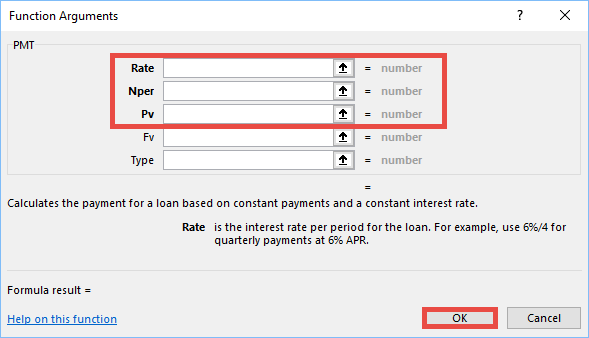 Function Arguments ?
PMT
Rate = number
Nper = number
Pv = number
Fv = number
Type = number
=
Calculates the payment for a loan based on constant payments and a constant interest rate.
Rate is the interest rate per period for the loan. For example, use 6%/4 for
quarterly payments at 6% APR.
Formula result =
Help on this function OK Cancel